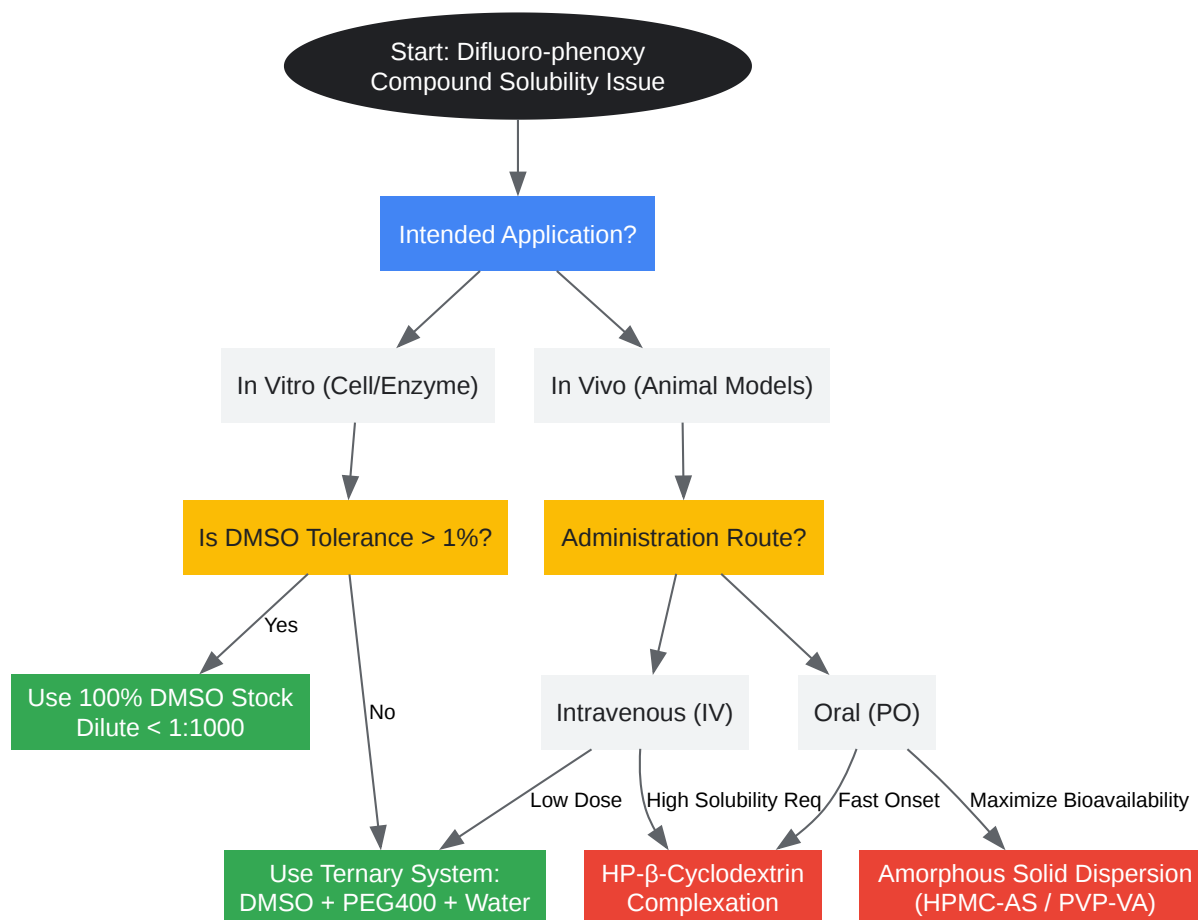 Start: Difluoro-phenoxy
Compound Solubility Issue
Intended Application?
In Vitro (Cell/Enzyme)
In Vivo (Animal Models)
Is DMSO Tolerance > 1%?
Administration Route?
Yes
Use 100% DMSO Stock
Dilute < 1:1000
No
Intravenous (IV)
Oral (PO)
Low Dose
High Solubility Req
Fast Onset
Maximize Bioavailability
Use Ternary System:
DMSO + PEG400 + Water
HP-β-Cyclodextrin
Complexation
Amorphous Solid Dispersion
(HPMC-AS / PVP-VA)